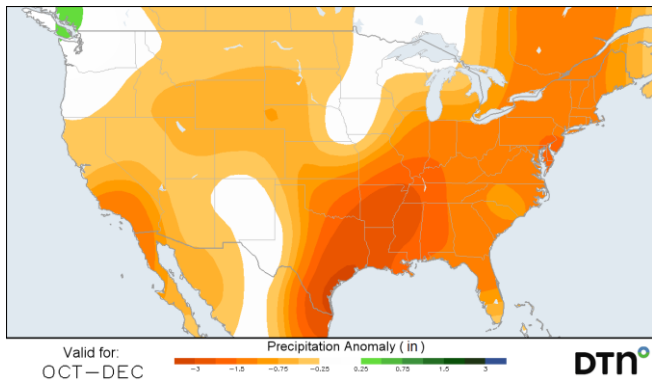 Valid for:
OCT-DEC
Precipitation Anomaly ( in )
-3 -1.5 -0.75 -0.25 0.25 0.75 1.5 3
DTN